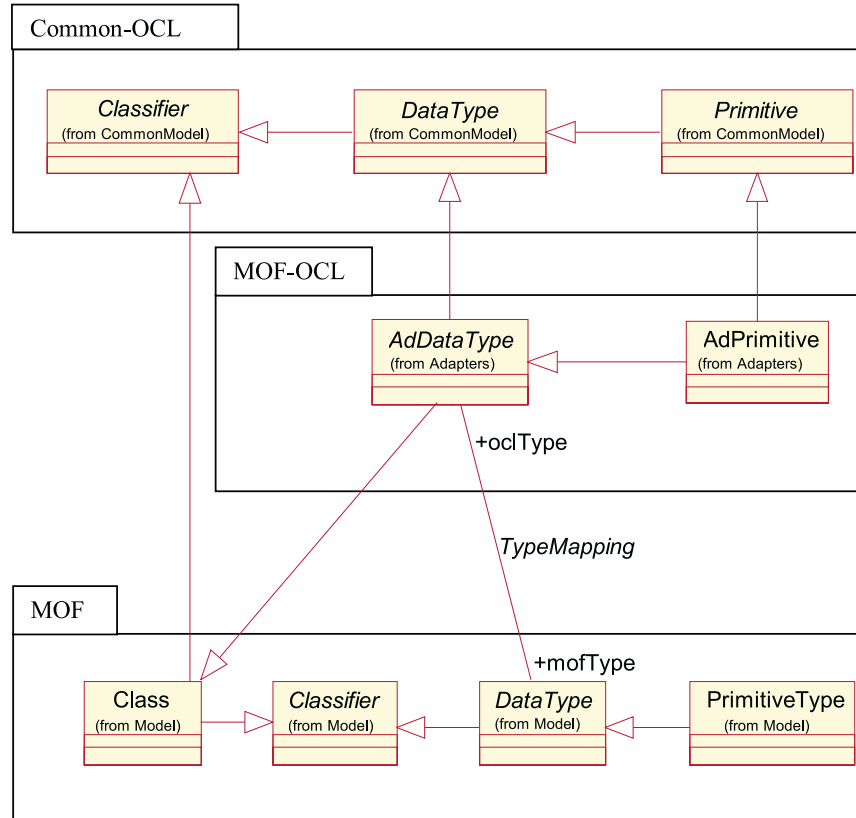 Common-OCL
Classifier
(from CommonModel)
DataType
(from CommonModel)
Primitive
(from CommonModel)
MOF-OCL
AdDataType
(from Adapters)
AdPrimitive
(from Adapters)
+oclType
TypeMapping
MOF
+mofType
Class
(from Model)
Classifier
(from Model)
DataType
(from Model)
PrimitiveType
(from Model)